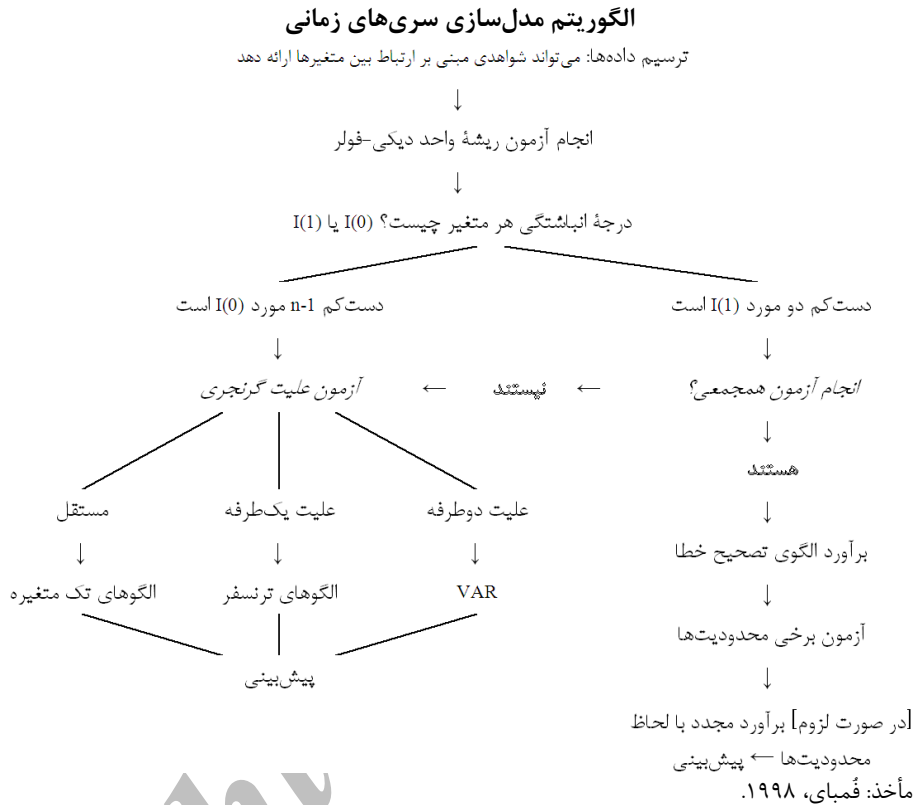 الگوریتم مدل‌سازی سری‌های زمانی
ترسیم داده‌ها: می‌تواند شواهدی مبنی بر ارتباط بین متغیرها ارائه دهد
↓
انجام آزمون ریشهٔ واحد دیکی-فولر
↓
درجهٔ انباشتگی هر متغیر چیست؟ I(0) یا I(1)
دست‌کم دو مورد I(1) است
دست‌کم n-1 مورد I(0) است
↓ ↓
انجام آزمون همجمعی؟ ← نیستند ← آزمون علیت گرنجری
↓
هستند
↓
علیت دوطرفه
علیت یک‌طرفه
مستقل
↓ ↓ ↓
برآورد الگوی تصحیح خطا
VAR
الگوهای ترنسفر
الگوهای تک متغیره
↓
آزمون برخی محدودیت‌ها
پیش‌بینی
↓
[در صورت لزوم] برآورد مجدد با لحاظ
محدودیت‌ها ← پیش‌بینی
مأخذ: فُمبای، ۱۹۹۸.